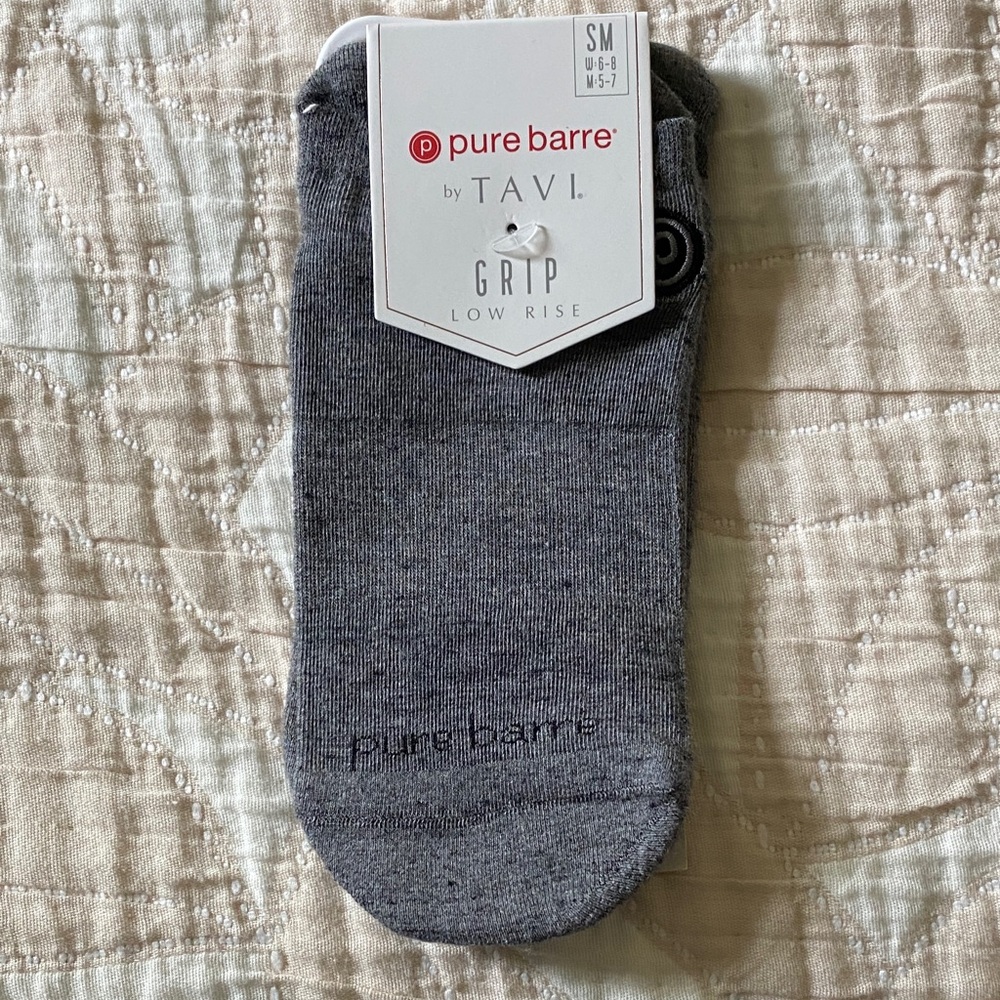 SM
W:6-8
M:5-7
p pure barre®
by TAVI®
GRIP
LOW RISE
p
pure barre